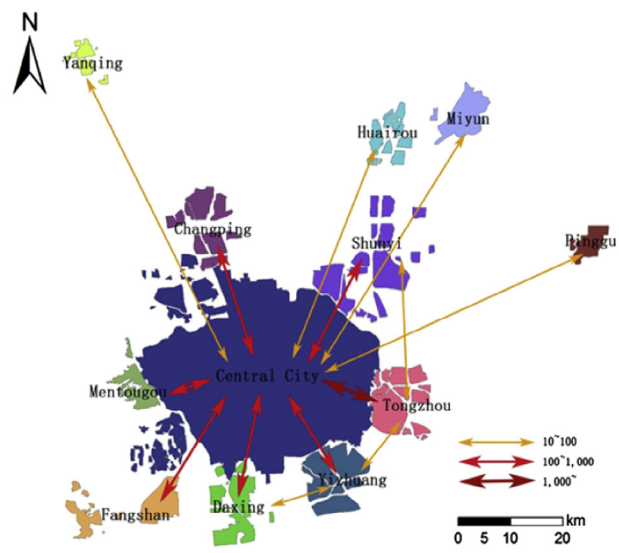 N
Yanqing
Miyun
Huairou
Changping
Shunyi
Pinggu
Central City
Mentougou
Tongzhou
10~100
100~1,000
1,000~
Yizhuang
Fangshan
Daxing
km
0 5 10 20